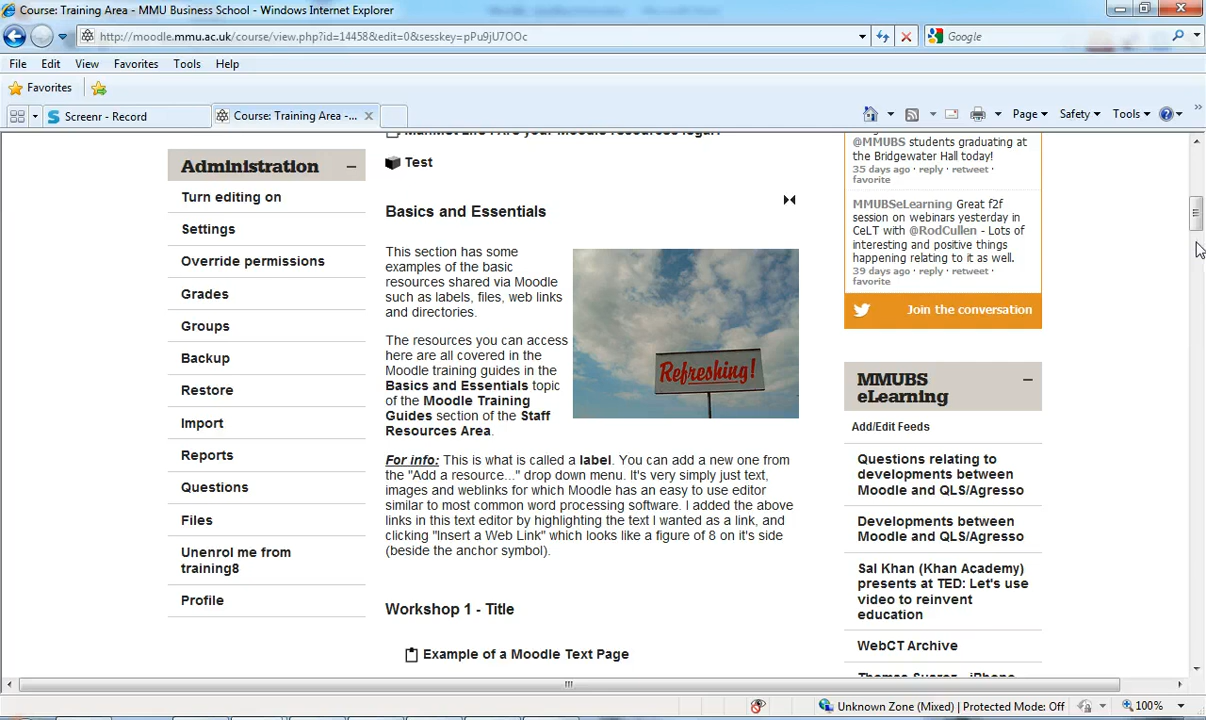 Course: Training Area - MMU Business School - Windows Internet Explorer
http://moodle.mmu.ac.uk/course/view.php?id=14458&edit=0&sesskey=pPu9jU7OOc
Google
File Edit View Favorites Tools Help
Favorites
Screenr - Record
Course: Training Area -...
Page Safety Tools
Administration
Turn editing on
Settings
Override permissions
Grades
Groups
Backup
Restore
Import
Reports
Questions
Files
Unenrol me from
training8
Profile
Test
Basics and Essentials
This section has some
examples of the basic
resources shared via Moodle
such as labels, files, web links
and directories.
The resources you can access
here are all covered in the
Moodle training guides in the
Basics and Essentials topic
of the Moodle Training
Guides section of the Staff
Resources Area.
Refreshing!
For info: This is what is called a label. You can add a new one from
the "Add a resource..." drop down menu. It's very simply just text,
images and weblinks for which Moodle has an easy to use editor
similar to most common word processing software. I added the above
links in this text editor by highlighting the text I wanted as a link, and
clicking "Insert a Web Link" which looks like a figure of 8 on it's side
(beside the anchor symbol).
Workshop 1 - Title
Example of a Moodle Text Page
@MMUBS students graduating at
the Bridgewater Hall today!
35 days ago · reply · retweet ·
favorite
MMUBSeLearning Great f2f
session on webinars yesterday in
CeLT with @RodCullen - Lots of
interesting and positive things
happening relating to it as well.
39 days ago · reply · retweet ·
favorite
Join the conversation
MMUBS
eLearning
Add/Edit Feeds
Questions relating to
developments between
Moodle and QLS/Agresso
Developments between
Moodle and QLS/Agresso
Sal Khan (Khan Academy)
presents at TED: Let's use
video to reinvent
education
WebCT Archive
Unknown Zone (Mixed) | Protected Mode: Off
100%